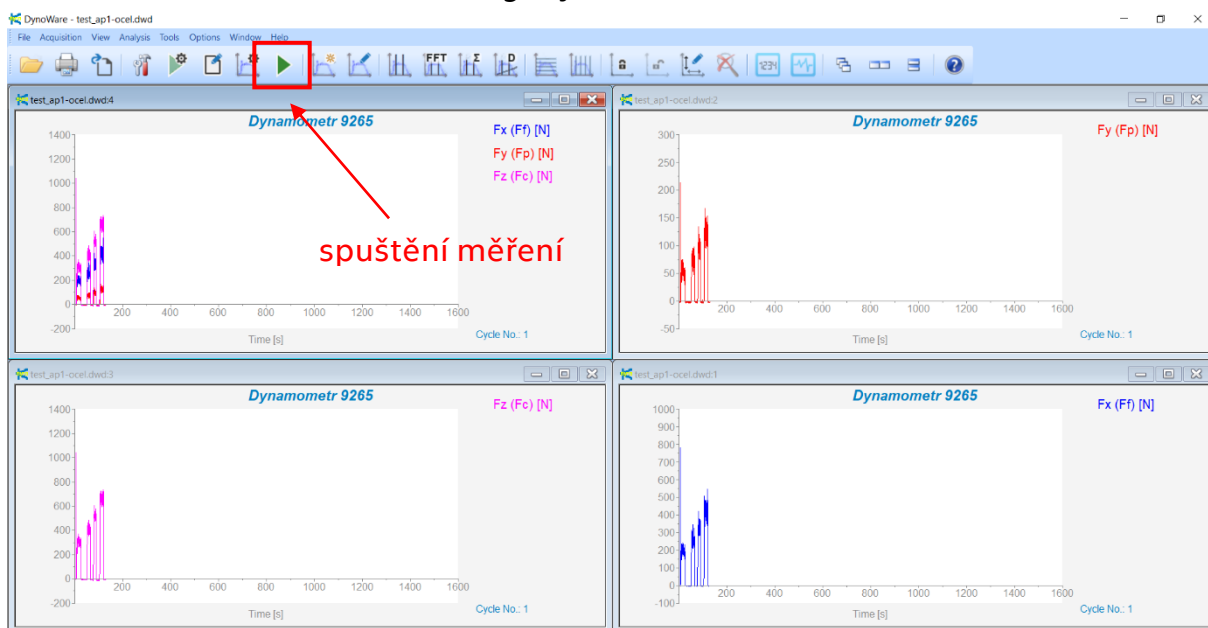 DynoWare - test_ap1-ocel.dwd
File Acquisition View Analysis Tools Options Window Help
FFT Σ D 1234
test_ap1-ocel.dwd:4
Dynamometr 9265
Fx (Ff) [N]
Fy (Fp) [N]
Fz (Fc) [N]
1400
1200
1000
800
600
400
200
0
-200
200 400 600 800 1000 1200 1400 1600
Time [s]
Cycle No.: 1
spuštění měření
test_ap1-ocel.dwd:2
Dynamometr 9265
Fy (Fp) [N]
300
250
200
150
100
50
0
-50
200 400 600 800 1000 1200 1400 1600
Time [s]
Cycle No.: 1
test_ap1-ocel.dwd:3
Dynamometr 9265
Fz (Fc) [N]
1400
1200
1000
800
600
400
200
0
-200
200 400 600 800 1000 1200 1400 1600
Time [s]
Cycle No.: 1
test_ap1-ocel.dwd:1
Dynamometr 9265
Fx (Ff) [N]
1000
900
800
700
600
500
400
300
200
100
0
-100
200 400 600 800 1000 1200 1400 1600
Time [s]
Cycle No.: 1